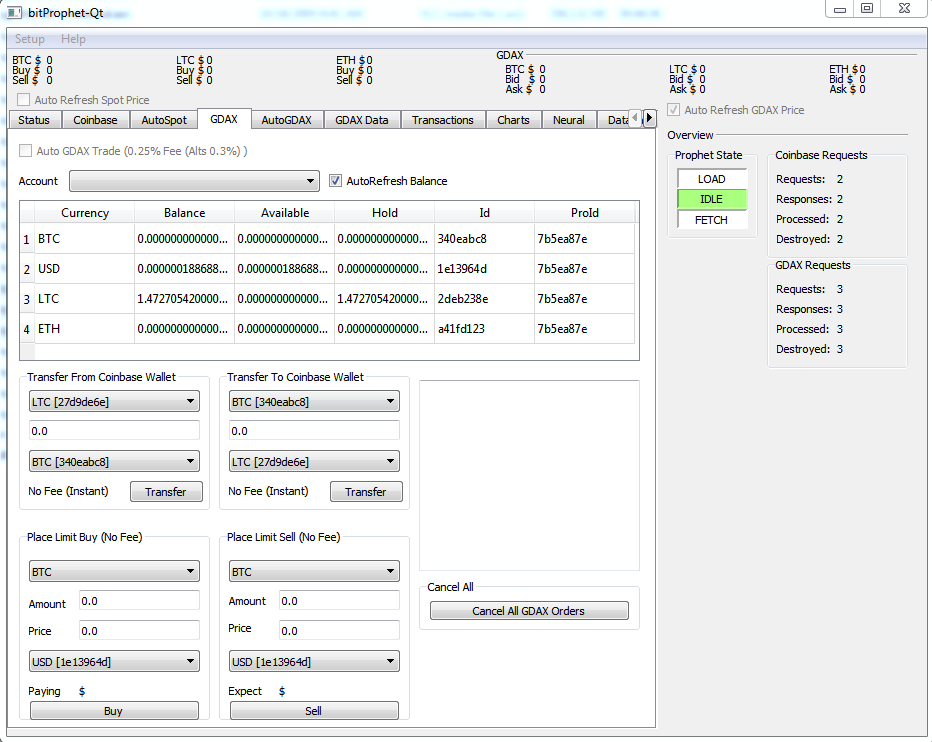 bitProphet-Qt
Setup Help
GDAX
BTC $ 0 LTC $ 0 ETH $ 0 BTC $ 0 LTC $ 0 ETH $ 0
Buy $ 0 Buy $ 0 Buy $ 0 Bid $ 0 Bid $ 0 Bid $ 0
Sell $ 0 Sell $ 0 Sell $ 0 Ask $ 0 Ask $ 0 Ask $ 0
Auto Refresh Spot Price Auto Refresh GDAX Price
Status Coinbase AutoSpot GDAX AutoGDAX GDAX Data Transactions Charts Neural Data
Overview
Auto GDAX Trade (0.25% Fee (Alts 0.3%) )
Prophet State Coinbase Requests
Account AutoRefresh Balance
LOAD Requests: 2
IDLE Responses: 2
FETCH Processed: 2
Destroyed: 2
GDAX Requests
Requests: 3
Responses: 3
Processed: 3
Destroyed: 3
Currency Balance Available Hold Id ProId
1 BTC 0.000000000000... 0.000000000000... 0.000000000000... 340eabc8 7b5ea87e
2 USD 0.000000188688... 0.000000188688... 0.000000000000... 1e13964d 7b5ea87e
3 LTC 1.472705420000... 0.000000000000... 1.472705420000... 2deb238e 7b5ea87e
4 ETH 0.000000000000... 0.000000000000... 0.000000000000... a41fd123 7b5ea87e
Transfer From Coinbase Wallet Transfer To Coinbase Wallet
LTC [27d9de6e] BTC [340eabc8]
0.0 0.0
BTC [340eabc8] LTC [27d9de6e]
No Fee (Instant) Transfer No Fee (Instant) Transfer
Place Limit Buy (No Fee) Place Limit Sell (No Fee)
BTC BTC
Amount 0.0 Amount 0.0
Price 0.0 Price 0.0
USD [1e13964d] USD [1e13964d]
Paying $ Expect $
Buy Sell
Cancel All
Cancel All GDAX Orders